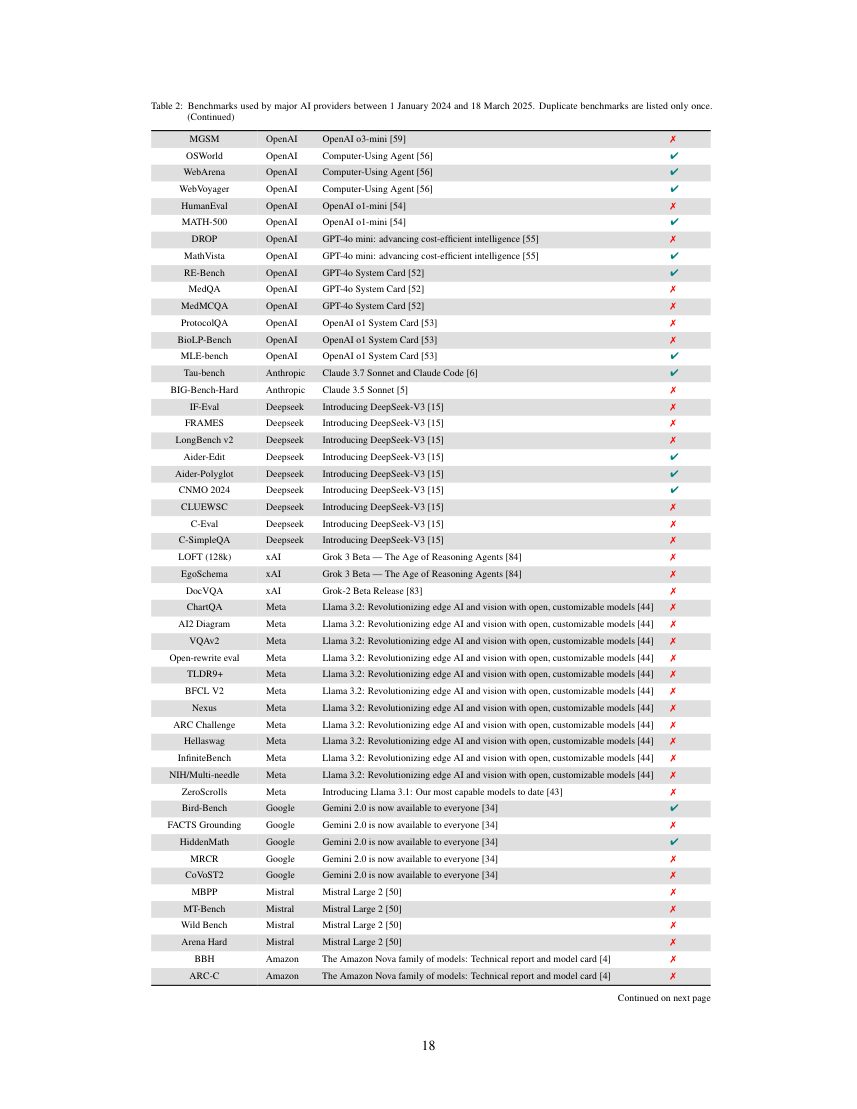 Table 2: Benchmarks used by major AI providers between 1 January 2024 and 18 March 2025. Duplicate benchmarks are listed only once.
(Continued)
MGSM OpenAI OpenAI o3-mini [59] ✗
OSWorld OpenAI Computer-Using Agent [56] ✔
WebArena OpenAI Computer-Using Agent [56] ✔
WebVoyager OpenAI Computer-Using Agent [56] ✔
HumanEval OpenAI OpenAI o1-mini [54] ✗
MATH-500 OpenAI OpenAI o1-mini [54] ✔
DROP OpenAI GPT-4o mini: advancing cost-efficient intelligence [55] ✗
MathVista OpenAI GPT-4o mini: advancing cost-efficient intelligence [55] ✔
RE-Bench OpenAI GPT-4o System Card [52] ✔
MedQA OpenAI GPT-4o System Card [52] ✗
MedMCQA OpenAI GPT-4o System Card [52] ✗
ProtocolQA OpenAI OpenAI o1 System Card [53] ✗
BioLP-Bench OpenAI OpenAI o1 System Card [53] ✗
MLE-bench OpenAI OpenAI o1 System Card [53] ✔
Tau-bench Anthropic Claude 3.7 Sonnet and Claude Code [6] ✔
BIG-Bench-Hard Anthropic Claude 3.5 Sonnet [5] ✗
IF-Eval Deepseek Introducing DeepSeek-V3 [15] ✗
FRAMES Deepseek Introducing DeepSeek-V3 [15] ✗
LongBench v2 Deepseek Introducing DeepSeek-V3 [15] ✗
Aider-Edit Deepseek Introducing DeepSeek-V3 [15] ✔
Aider-Polyglot Deepseek Introducing DeepSeek-V3 [15] ✔
CNMO 2024 Deepseek Introducing DeepSeek-V3 [15] ✔
CLUEWSC Deepseek Introducing DeepSeek-V3 [15] ✗
C-Eval Deepseek Introducing DeepSeek-V3 [15] ✗
C-SimpleQA Deepseek Introducing DeepSeek-V3 [15] ✗
LOFT (128k) xAI Grok 3 Beta — The Age of Reasoning Agents [84] ✗
EgoSchema xAI Grok 3 Beta — The Age of Reasoning Agents [84] ✗
DocVQA xAI Grok-2 Beta Release [83] ✗
ChartQA Meta Llama 3.2: Revolutionizing edge AI and vision with open, customizable models [44] ✗
AI2 Diagram Meta Llama 3.2: Revolutionizing edge AI and vision with open, customizable models [44] ✗
VQAv2 Meta Llama 3.2: Revolutionizing edge AI and vision with open, customizable models [44] ✗
Open-rewrite eval Meta Llama 3.2: Revolutionizing edge AI and vision with open, customizable models [44] ✗
TLDR9+ Meta Llama 3.2: Revolutionizing edge AI and vision with open, customizable models [44] ✗
BFCL V2 Meta Llama 3.2: Revolutionizing edge AI and vision with open, customizable models [44] ✗
Nexus Meta Llama 3.2: Revolutionizing edge AI and vision with open, customizable models [44] ✗
ARC Challenge Meta Llama 3.2: Revolutionizing edge AI and vision with open, customizable models [44] ✗
Hellaswag Meta Llama 3.2: Revolutionizing edge AI and vision with open, customizable models [44] ✗
InfiniteBench Meta Llama 3.2: Revolutionizing edge AI and vision with open, customizable models [44] ✗
NIH/Multi-needle Meta Llama 3.2: Revolutionizing edge AI and vision with open, customizable models [44] ✗
ZeroScrolls Meta Introducing Llama 3.1: Our most capable models to date [43] ✗
Bird-Bench Google Gemini 2.0 is now available to everyone [34] ✔
FACTS Grounding Google Gemini 2.0 is now available to everyone [34] ✗
HiddenMath Google Gemini 2.0 is now available to everyone [34] ✔
MRCR Google Gemini 2.0 is now available to everyone [34] ✗
CoVoST2 Google Gemini 2.0 is now available to everyone [34] ✗
MBPP Mistral Mistral Large 2 [50] ✗
MT-Bench Mistral Mistral Large 2 [50] ✗
Wild Bench Mistral Mistral Large 2 [50] ✗
Arena Hard Mistral Mistral Large 2 [50] ✗
BBH Amazon The Amazon Nova family of models: Technical report and model card [4] ✗
ARC-C Amazon The Amazon Nova family of models: Technical report and model card [4] ✗
Continued on next page
18